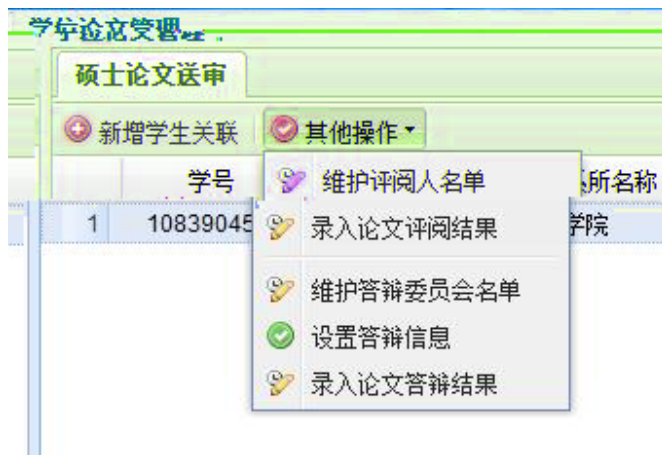 学位论文管理
硕士论文送审
新增学生关联 其他操作
学号 维护评阅人名单 所名称
1 10839045 录入论文评阅结果 学院
维护答辩委员会名单
设置答辩信息
录入论文答辩结果